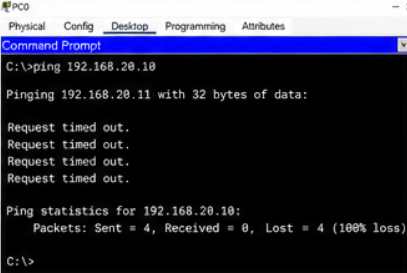 PC0
Physical Config Desktop Programming Attributes
Command Prompt
C:\>ping 192.168.20.10
Pinging 192.168.20.11 with 32 bytes of data:
Request timed out.
Request timed out.
Request timed out.
Request timed out.
Ping statistics for 192.168.20.10:
Packets: Sent = 4, Received = 0, Lost = 4 (100% loss)
C:\>